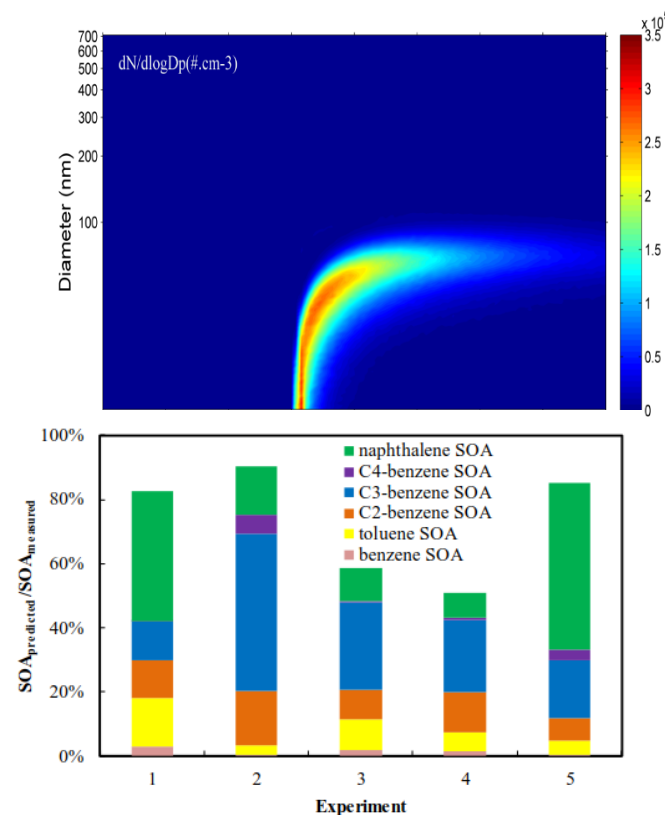 700
600
500
400
300
200
100
Diameter (nm)
dN/dlogDp(#.cm-3)
3.5
3
2.5
2
1.5
1
0.5
0
100%
80%
60%
40%
20%
0%
SOApredicted/SOAmeasured
naphthalene SOA
C4-benzene SOA
C3-benzene SOA
C2-benzene SOA
toluene SOA
benzene SOA
1 2 3 4 5
Experiment